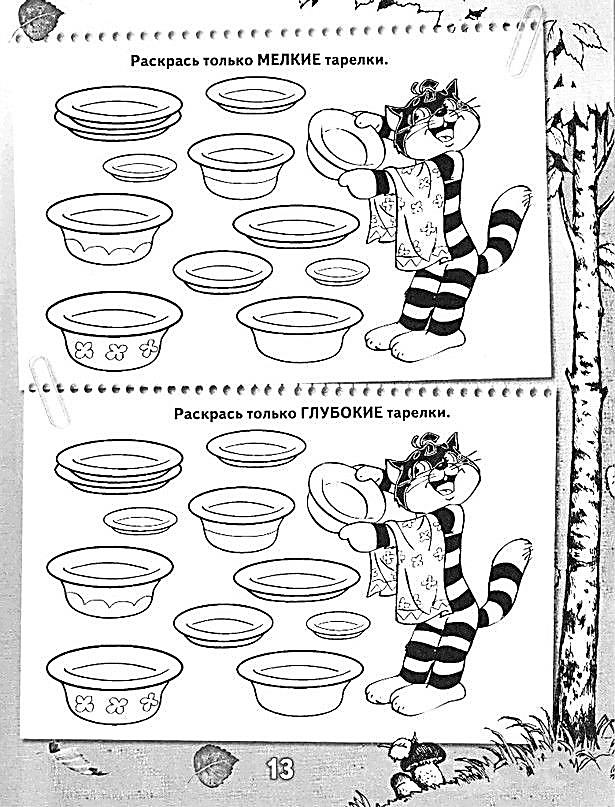 Раскрась только МЕЛКИЕ тарелки.
Раскрась только ГЛУБОКИЕ тарелки.
13